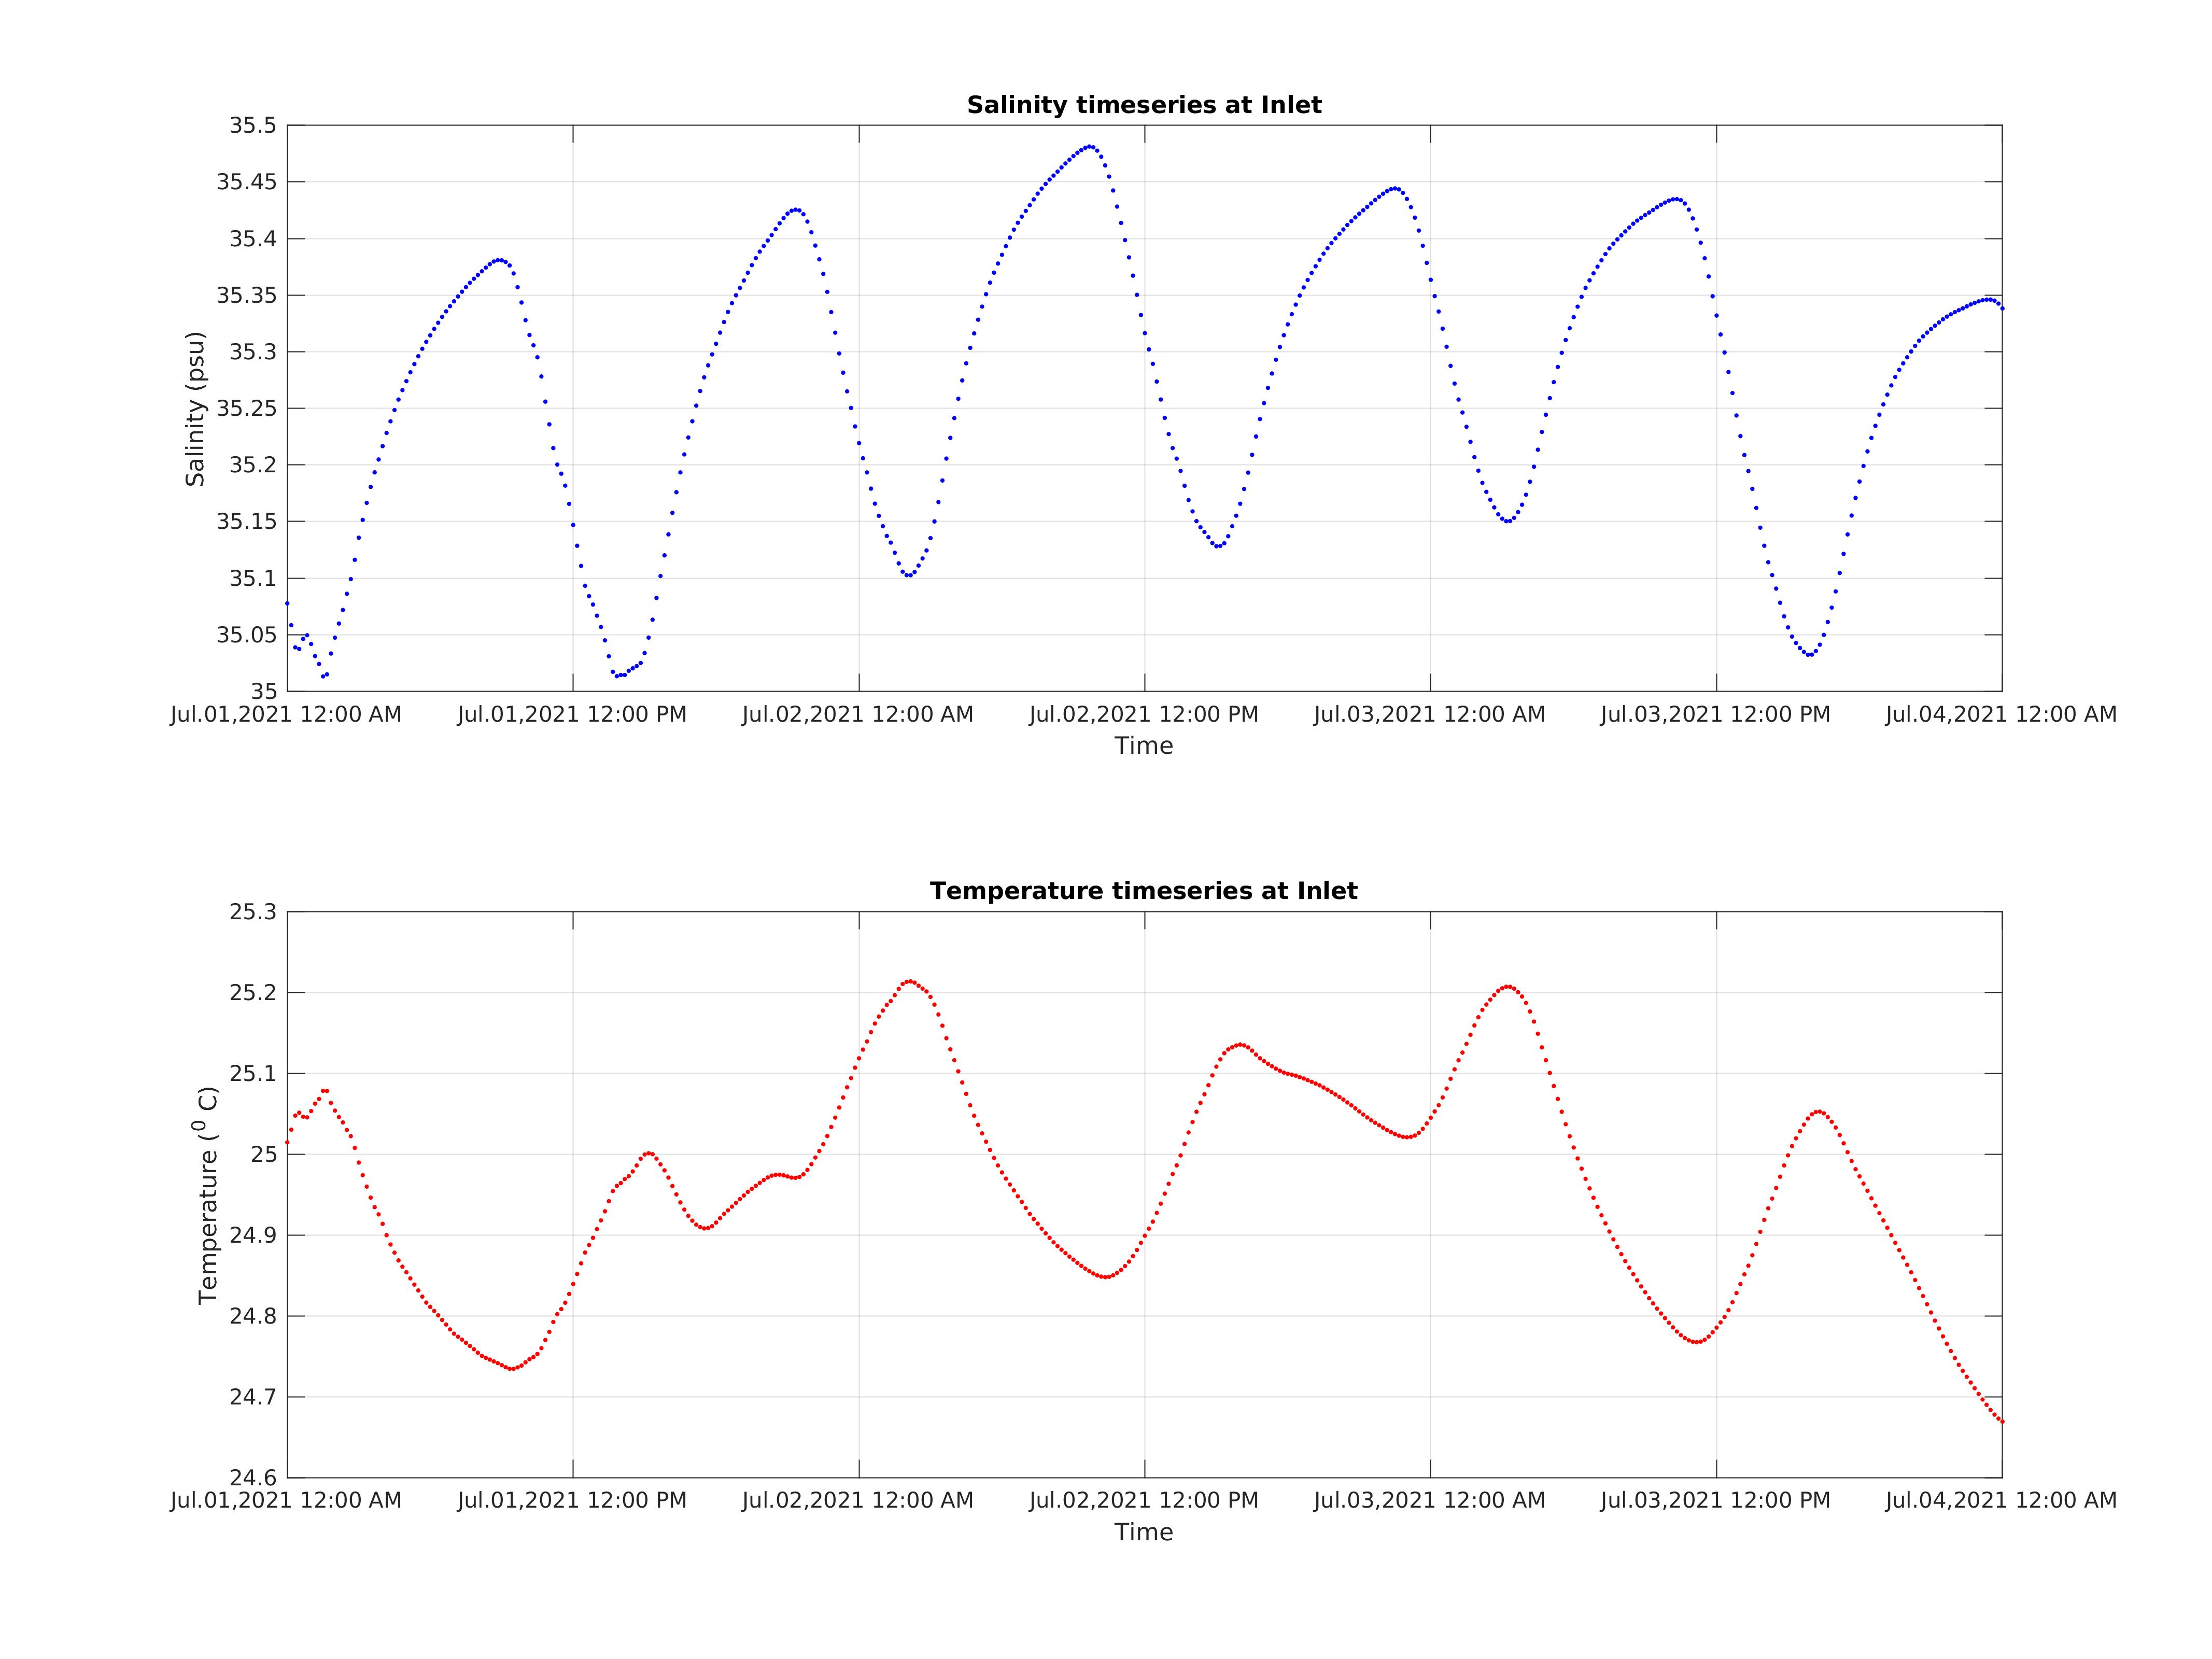 Salinity timeseries at Inlet
35.5
35.45
35.4
35.35
35.3
35.25
35.2
35.15
35.1
35.05
35
Salinity (psu)
Jul.01,2021 12:00 AM Jul.01,2021 12:00 PM Jul.02,2021 12:00 AM Jul.02,2021 12:00 PM Jul.03,2021 12:00 AM Jul.03,2021 12:00 PM Jul.04,2021 12:00 AM
Time
Temperature timeseries at Inlet
25.3
25.2
25.1
25
24.9
24.8
24.7
24.6
Temperature (⁰ C)
Jul.01,2021 12:00 AM Jul.01,2021 12:00 PM Jul.02,2021 12:00 AM Jul.02,2021 12:00 PM Jul.03,2021 12:00 AM Jul.03,2021 12:00 PM Jul.04,2021 12:00 AM
Time